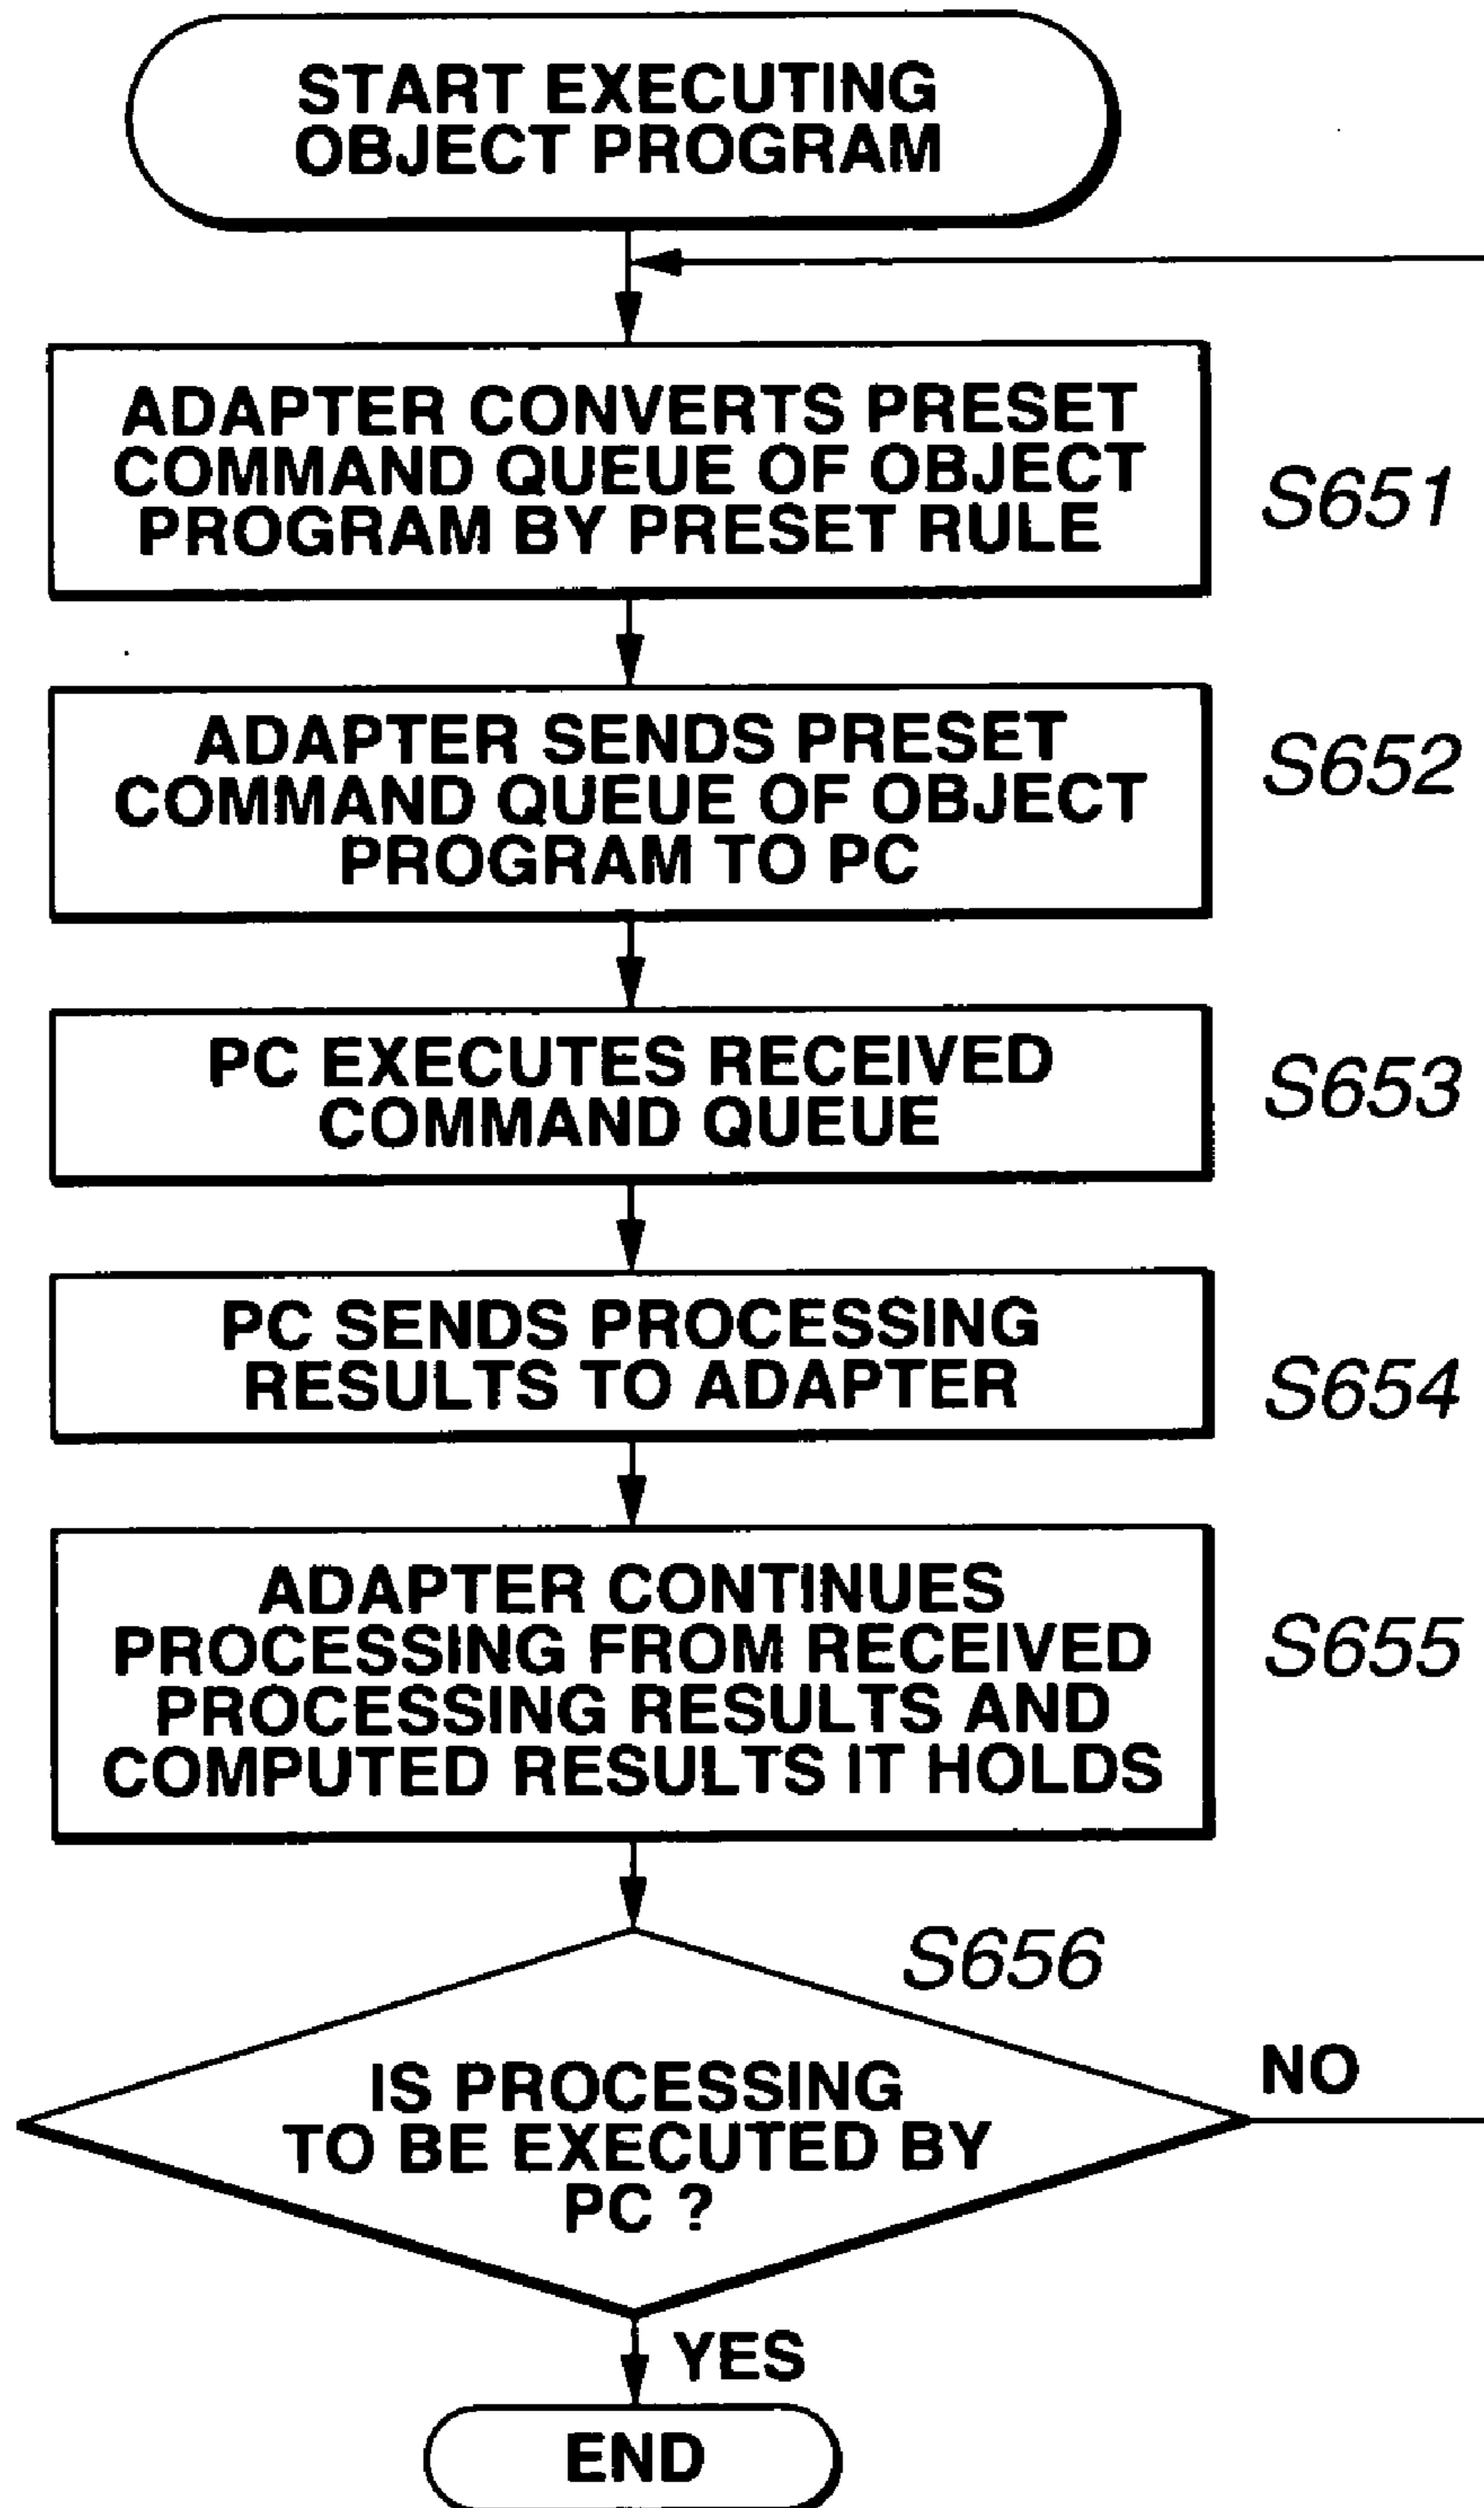 START EXECUTING
OBJECT PROGRAM
ADAPTER CONVERTS PRESET
COMMAND QUEUE OF OBJECT
PROGRAM BY PRESET RULE
S651
ADAPTER SENDS PRESET
COMMAND QUEUE OF OBJECT
PROGRAM TO PC
S652
PC EXECUTES RECEIVED
COMMAND QUEUE
S653
PC SENDS PROCESSING
RESULTS TO ADAPTER
S654
ADAPTER CONTINUES
PROCESSING FROM RECEIVED
PROCESSING RESULTS AND
COMPUTED RESULTS IT HOLDS
S655
S656
IS PROCESSING
TO BE EXECUTED BY
PC ?
NO
YES
END